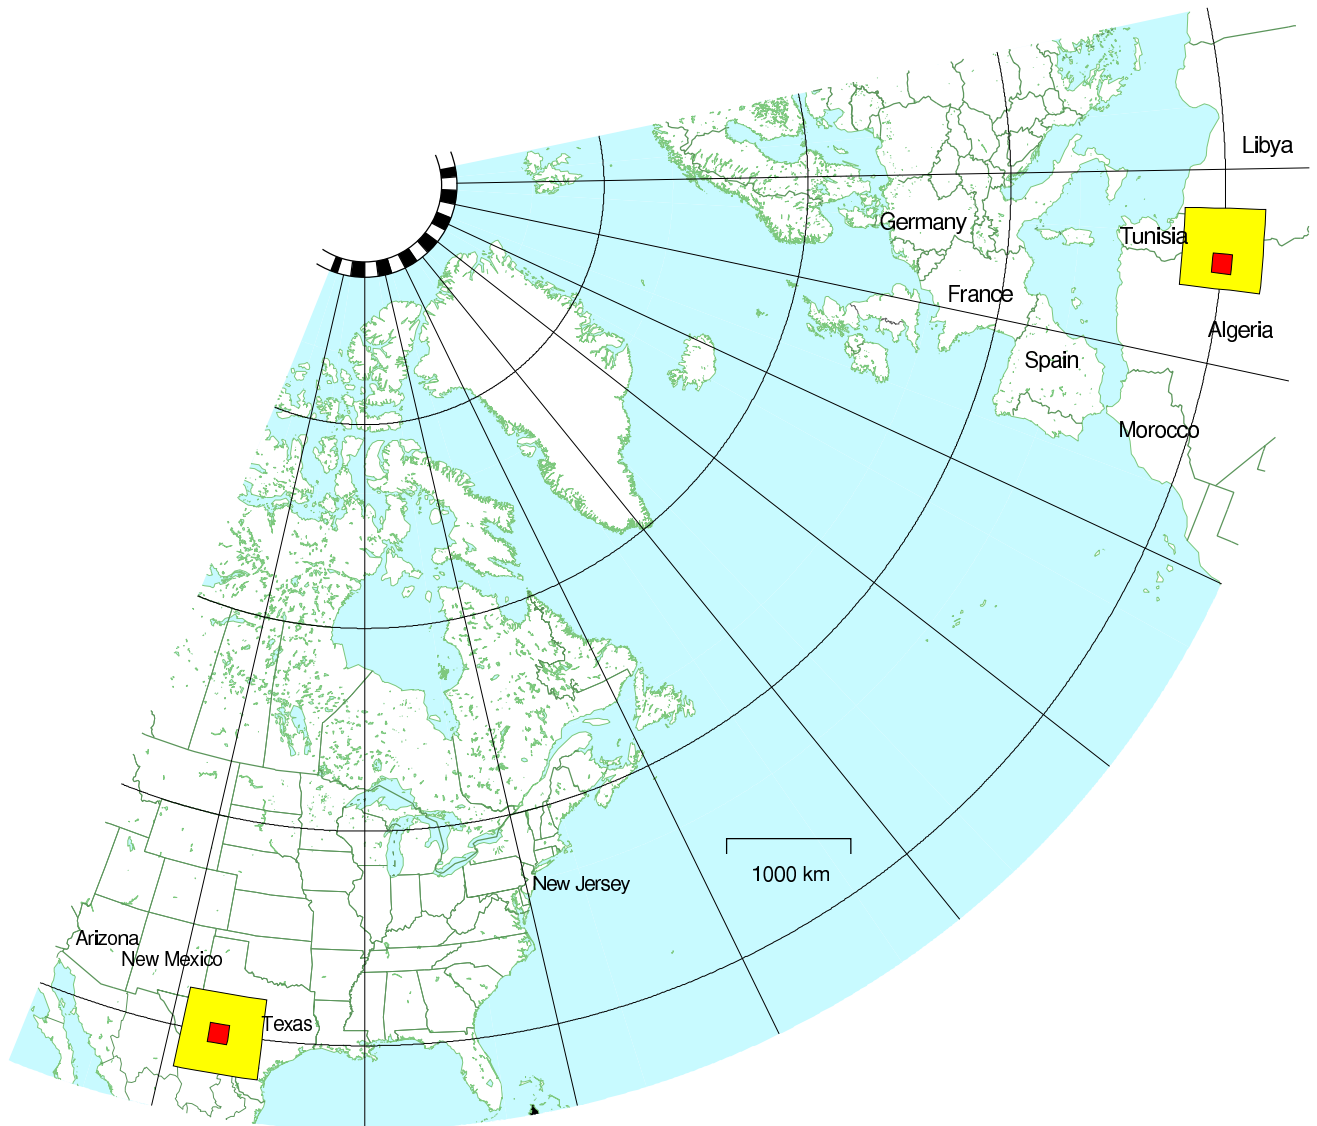 Libya
Germany
Tunisia
France
Algeria
Spain
Morocco
1000 km
New Jersey
Arizona
New Mexico
Texas